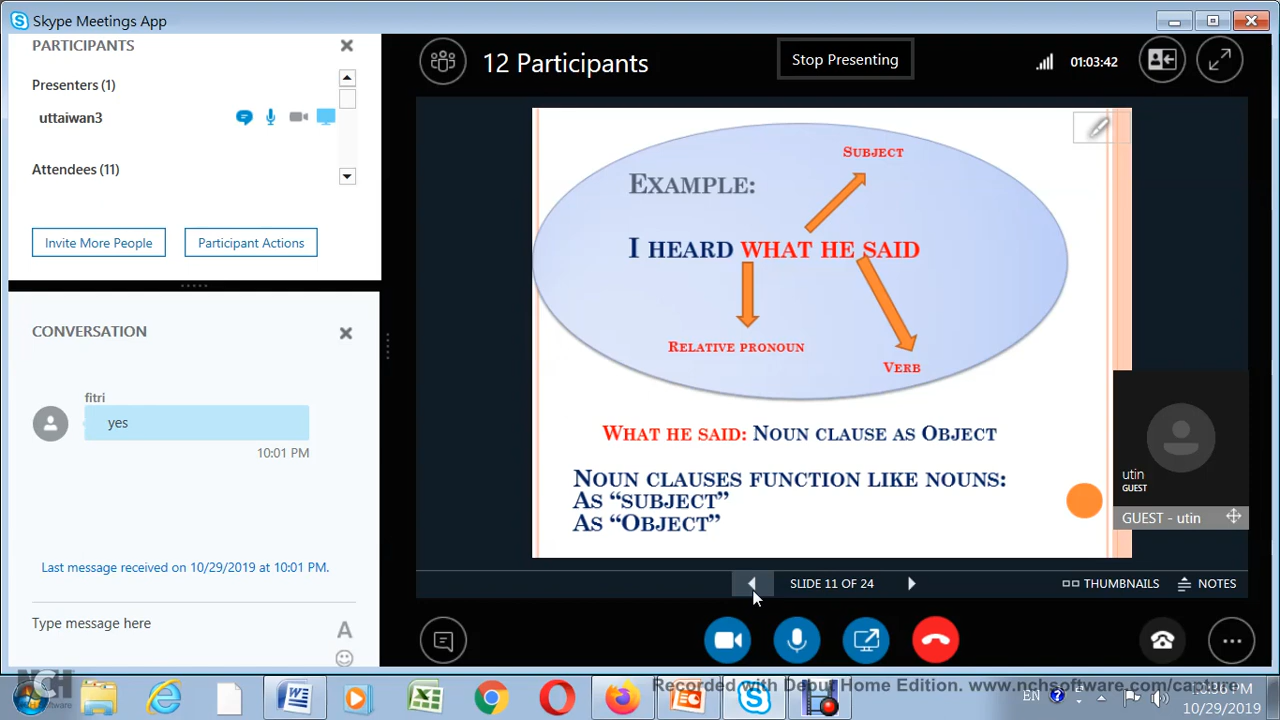 Skype Meetings App
PARTICIPANTS
Presenters (1)
uttaiwan3
Attendees (11)
Invite More People
Participant Actions
CONVERSATION
fitri
yes
10:01 PM
Last message received on 10/29/2019 at 10:01 PM.
Type message here
A
12 Participants
Stop Presenting
01:03:42
SUBJECT
EXAMPLE:
I HEARD WHAT HE SAID
RELATIVE PRONOUN
VERB
WHAT HE SAID: NOUN CLAUSE AS OBJECT
NOUN CLAUSES FUNCTION LIKE NOUNS:
AS “SUBJECT”
AS “OBJECT”
utin
GUEST
GUEST - utin
SLIDE 11 OF 24
THUMBNAILS
NOTES
NCH
Software
Recorded with Debut Home Edition. www.nchsoftware.com/capture
EN
10/29/2019